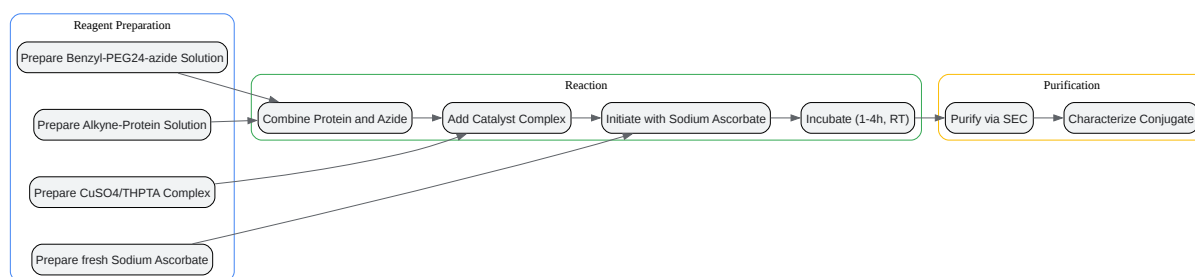 Reagent Preparation
Prepare Benzyl-PEG24-azide Solution
Prepare Alkyne-Protein Solution
Prepare CuSO4/THPTA Complex
Prepare fresh Sodium Ascorbate
Reaction
Combine Protein and Azide
Add Catalyst Complex
Initiate with Sodium Ascorbate
Incubate (1-4h, RT)
Purification
Purify via SEC
Characterize Conjugate